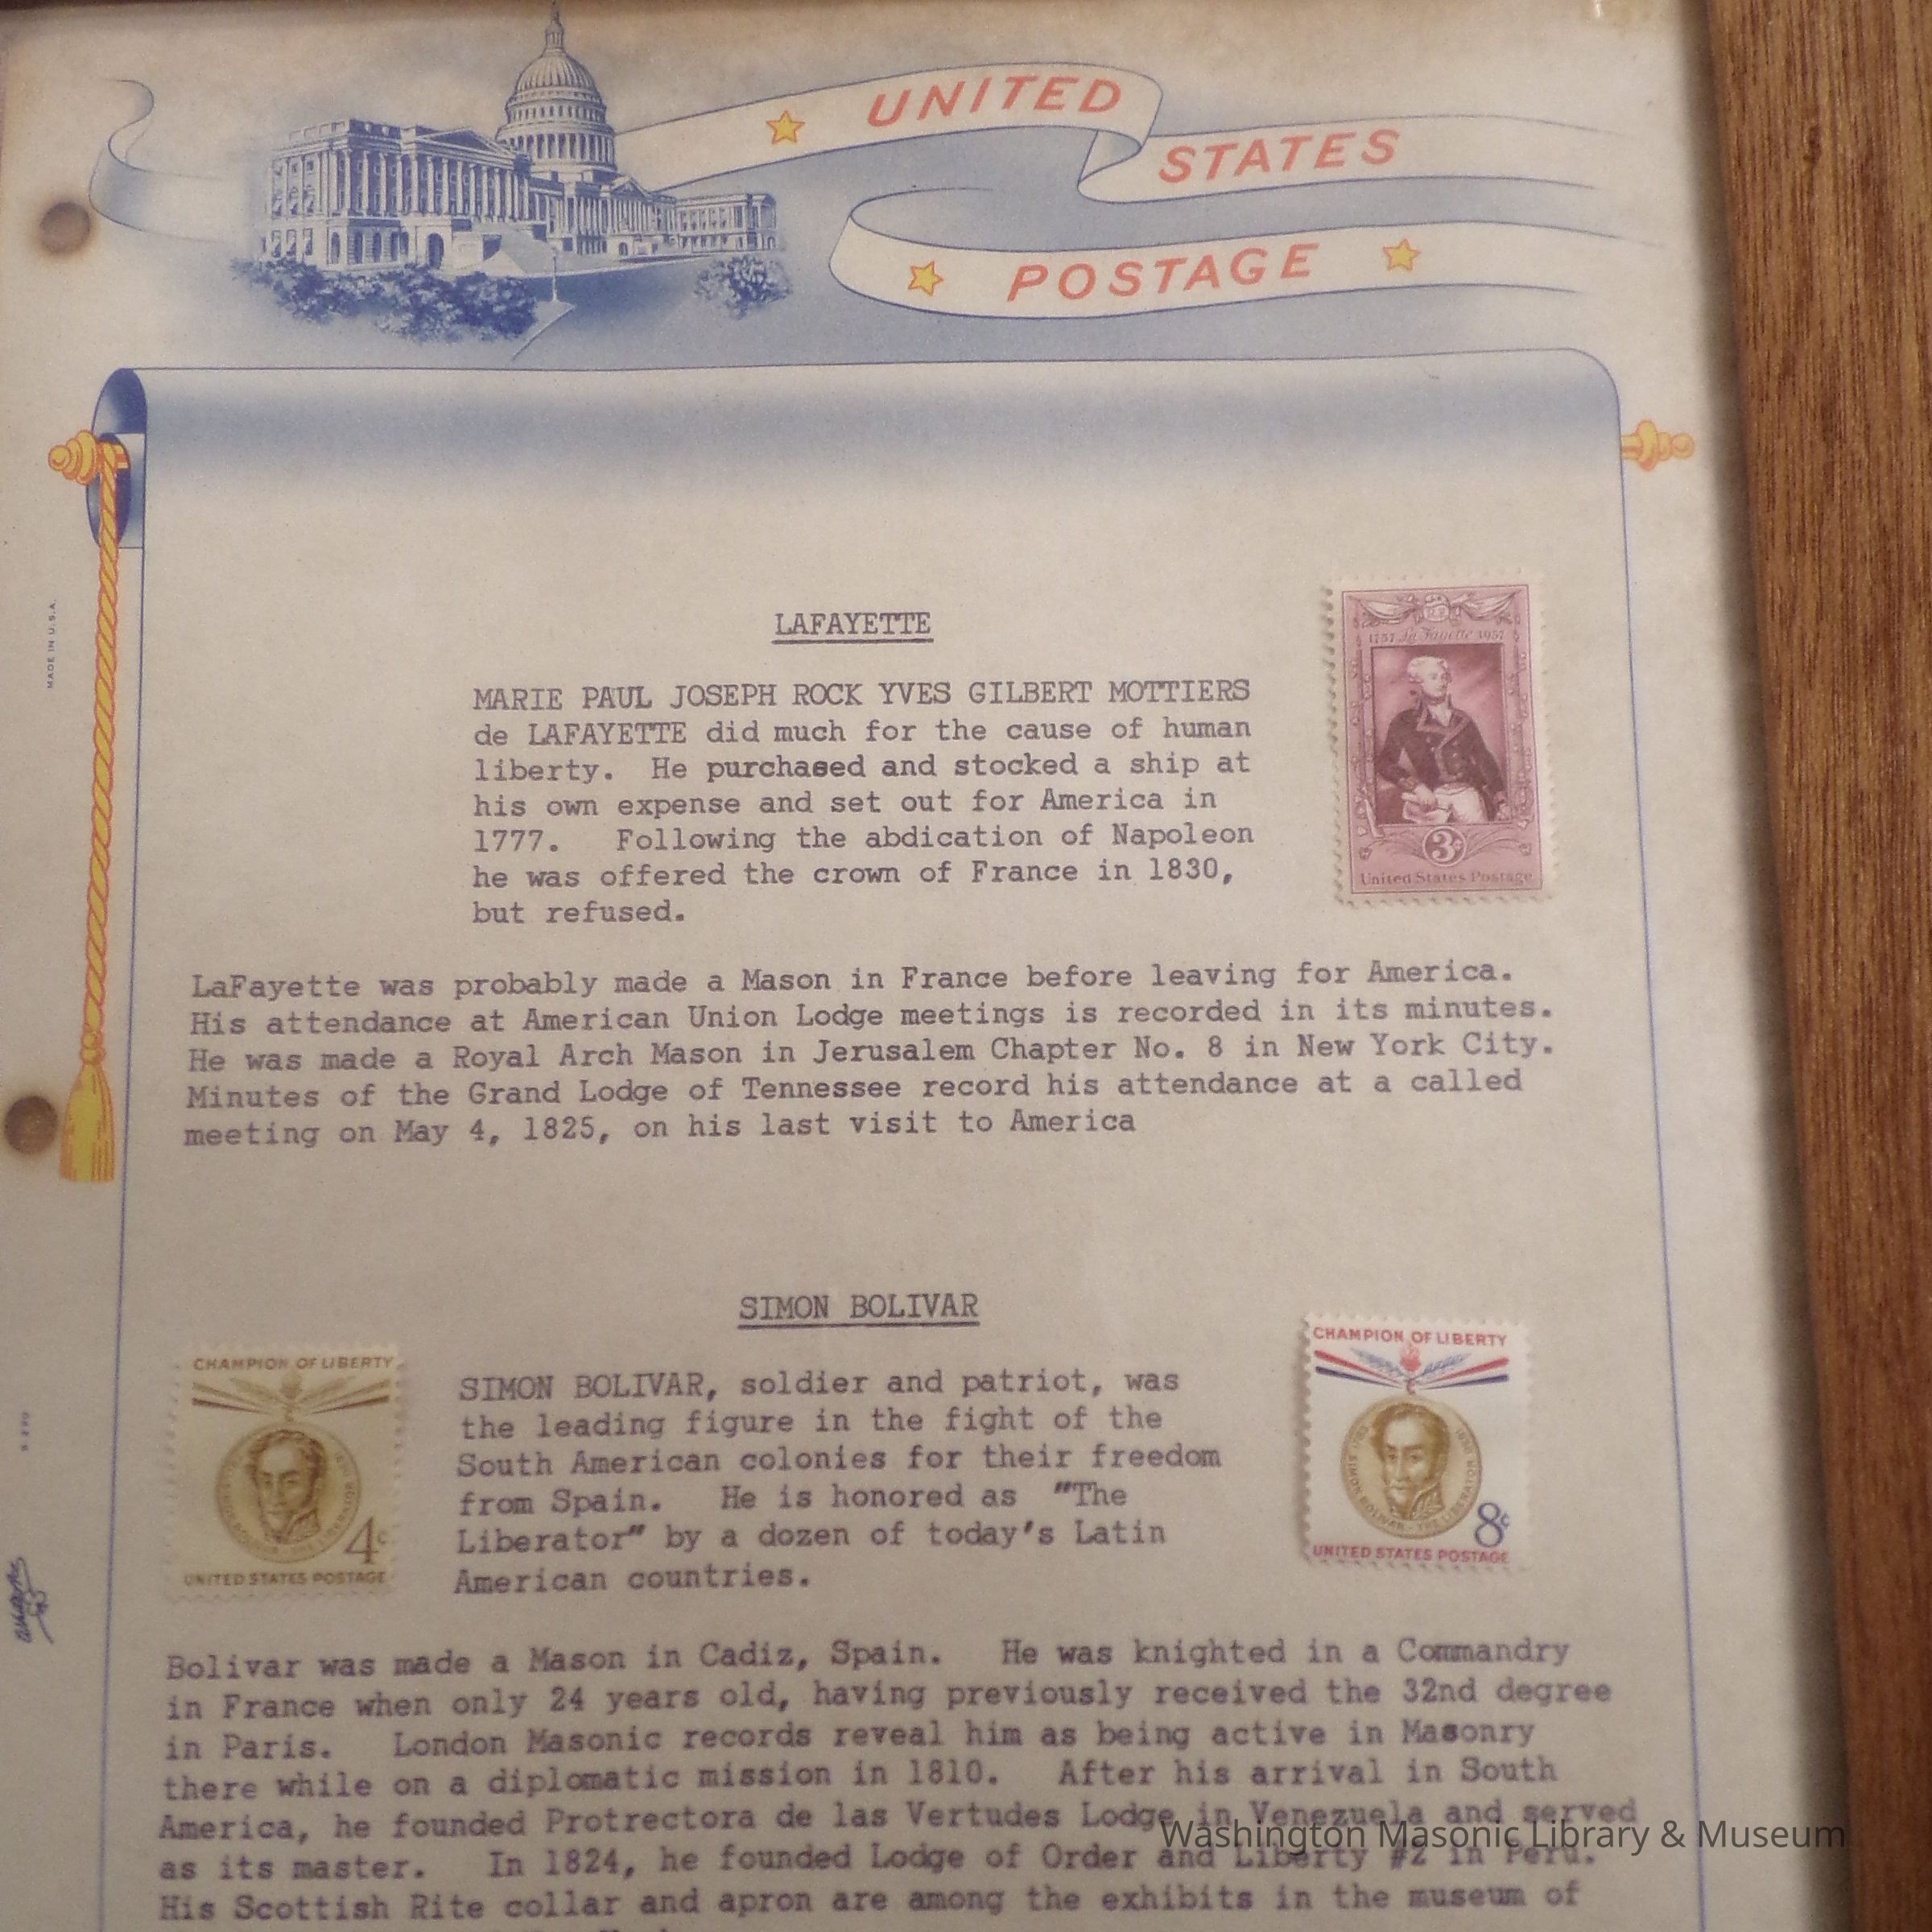 UNITED
STATES
POSTAGE
MADE IN U.S.A.
LAFAYETTE
1757 La Fayette 1957
3¢
United States Postage
MARIE PAUL JOSEPH ROCK YVES GILBERT MOTTIERS
de LAFAYETTE did much for the cause of human
liberty. He purchased and stocked a ship at
his own expense and set out for America in
1777. Following the abdication of Napoleon
he was offered the crown of France in 1830,
but refused.
LaFayette was probably made a Mason in France before leaving for America.
His attendance at American Union Lodge meetings is recorded in its minutes.
He was made a Royal Arch Mason in Jerusalem Chapter No. 8 in New York City.
Minutes of the Grand Lodge of Tennessee record his attendance at a called
meeting on May 4, 1825, on his last visit to America
SIMON BOLIVAR
CHAMPION OF LIBERTY
4¢
UNITED STATES POSTAGE
SIMON BOLIVAR, soldier and patriot, was
the leading figure in the fight of the
South American colonies for their freedom
from Spain. He is honored as "The
Liberator" by a dozen of today's Latin
American countries.
CHAMPION OF LIBERTY
SIMON BOLIVAR · THE LIBERATOR
8¢
UNITED STATES POSTAGE
Bolivar was made a Mason in Cadiz, Spain. He was knighted in a Commandry
in France when only 24 years old, having previously received the 32nd degree
in Paris. London Masonic records reveal him as being active in Masonry
there while on a diplomatic mission in 1810. After his arrival in South
America, he founded Protrectora de las Vertudes Lodge in Venezuela and served
as its master. In 1824, he founded Lodge of Order and Liberty #2 in Peru.
His Scottish Rite collar and apron are among the exhibits in the museum of
Washington Masonic Library & Museum